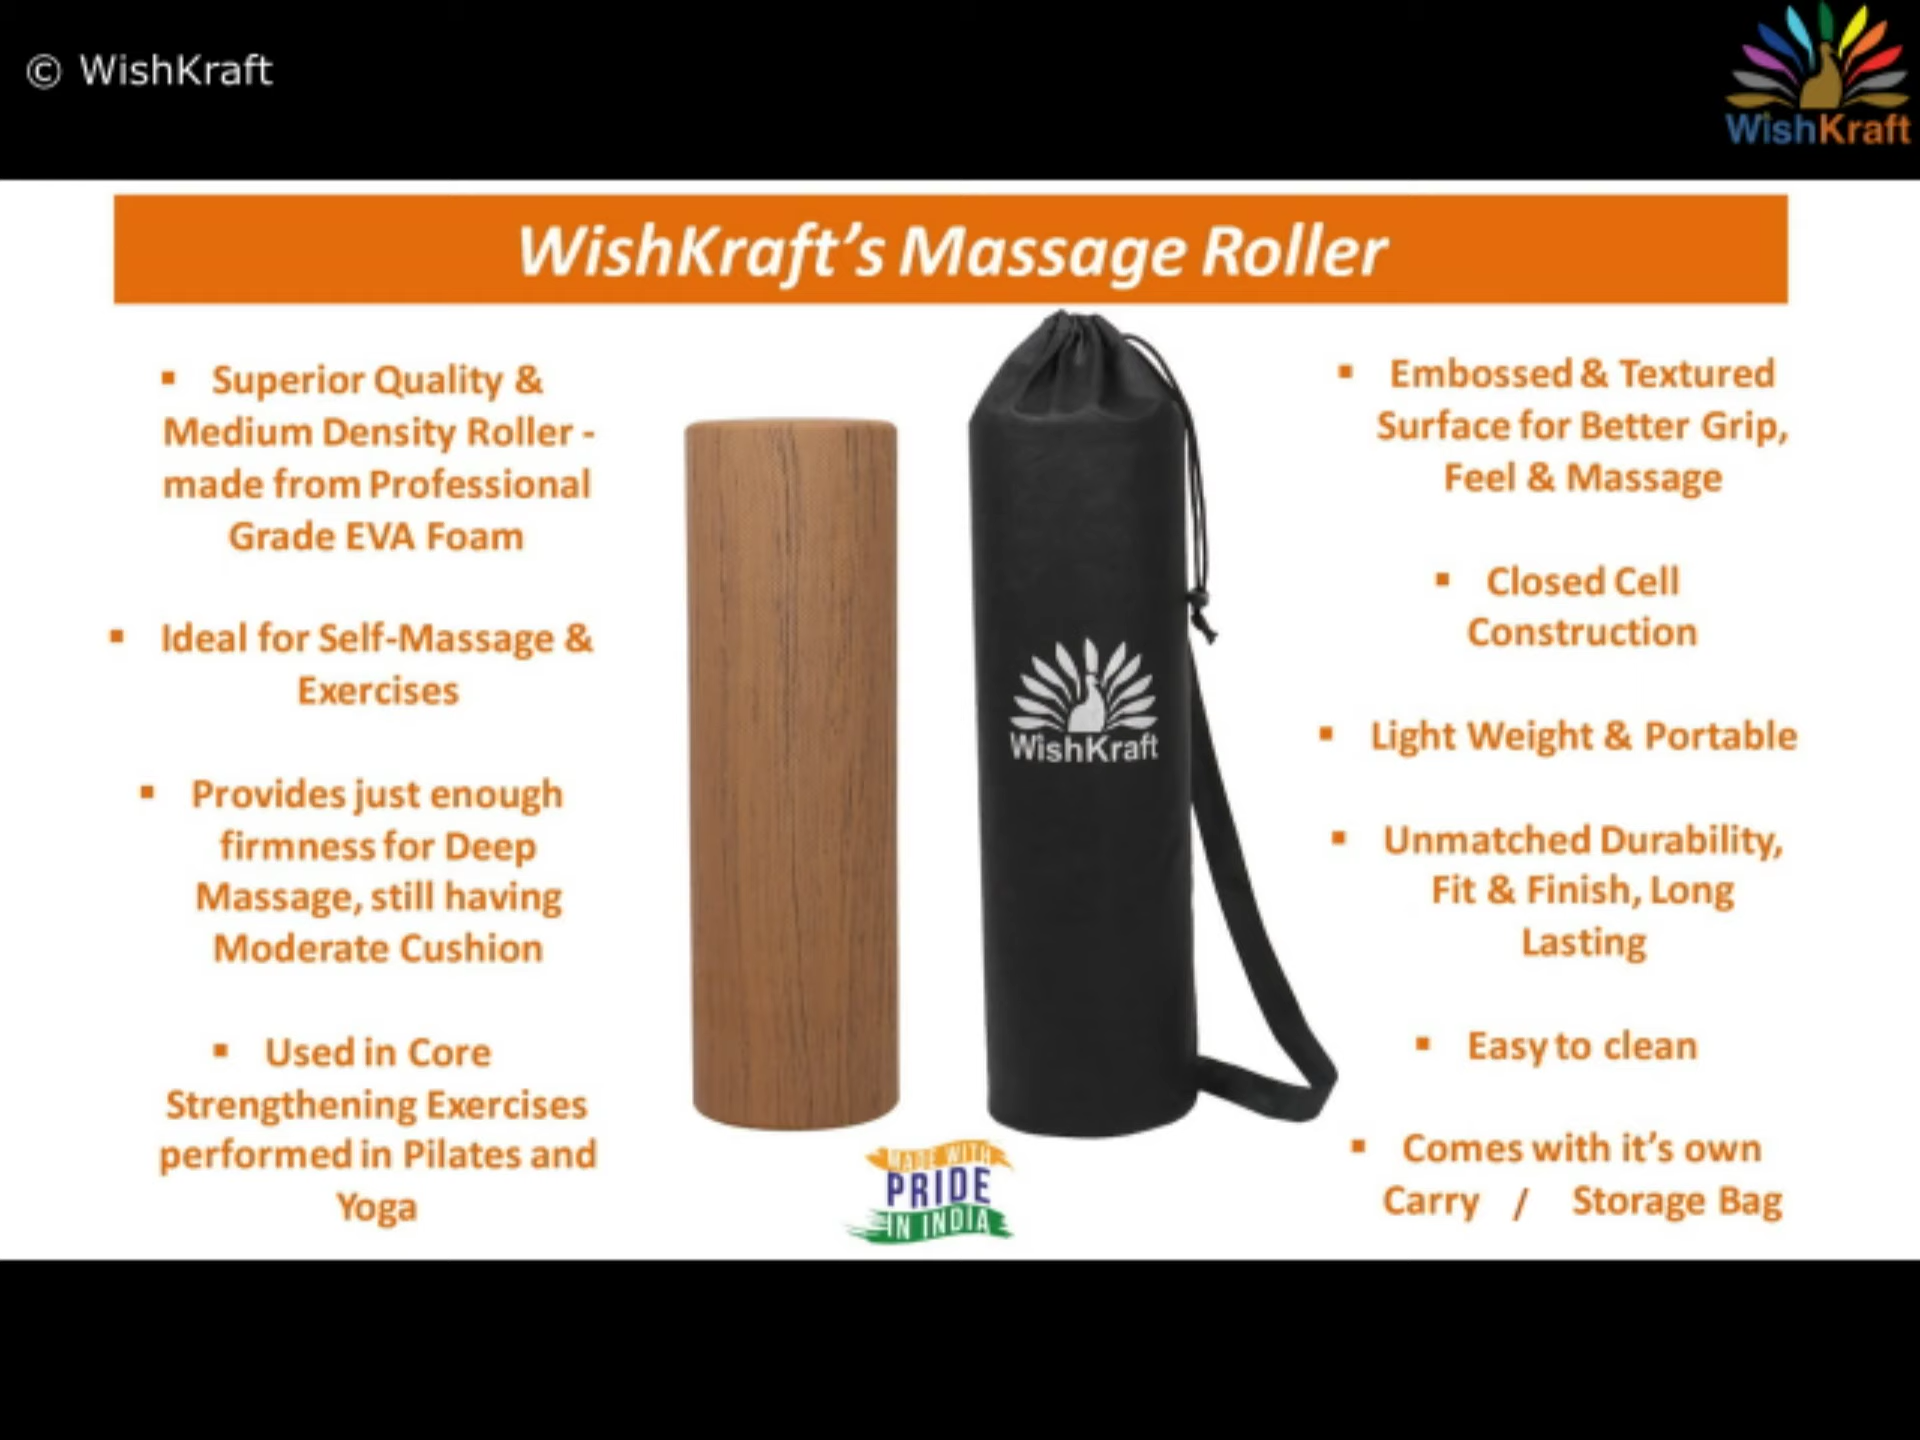 © WishKraft
WishKraft
WishKraft's Massage Roller
▪ Superior Quality &
Medium Density Roller -
made from Professional
Grade EVA Foam
▪ Ideal for Self-Massage &
Exercises
▪ Provides just enough
firmness for Deep
Massage, still having
Moderate Cushion
▪ Used in Core
Strengthening Exercises
performed in Pilates and
Yoga
WishKraft
MADE WITH
PRIDE
IN INDIA
▪ Embossed & Textured
Surface for Better Grip,
Feel & Massage
▪ Closed Cell
Construction
▪ Light Weight & Portable
▪ Unmatched Durability,
Fit & Finish, Long
Lasting
▪ Easy to clean
▪ Comes with it's own
Carry / Storage Bag